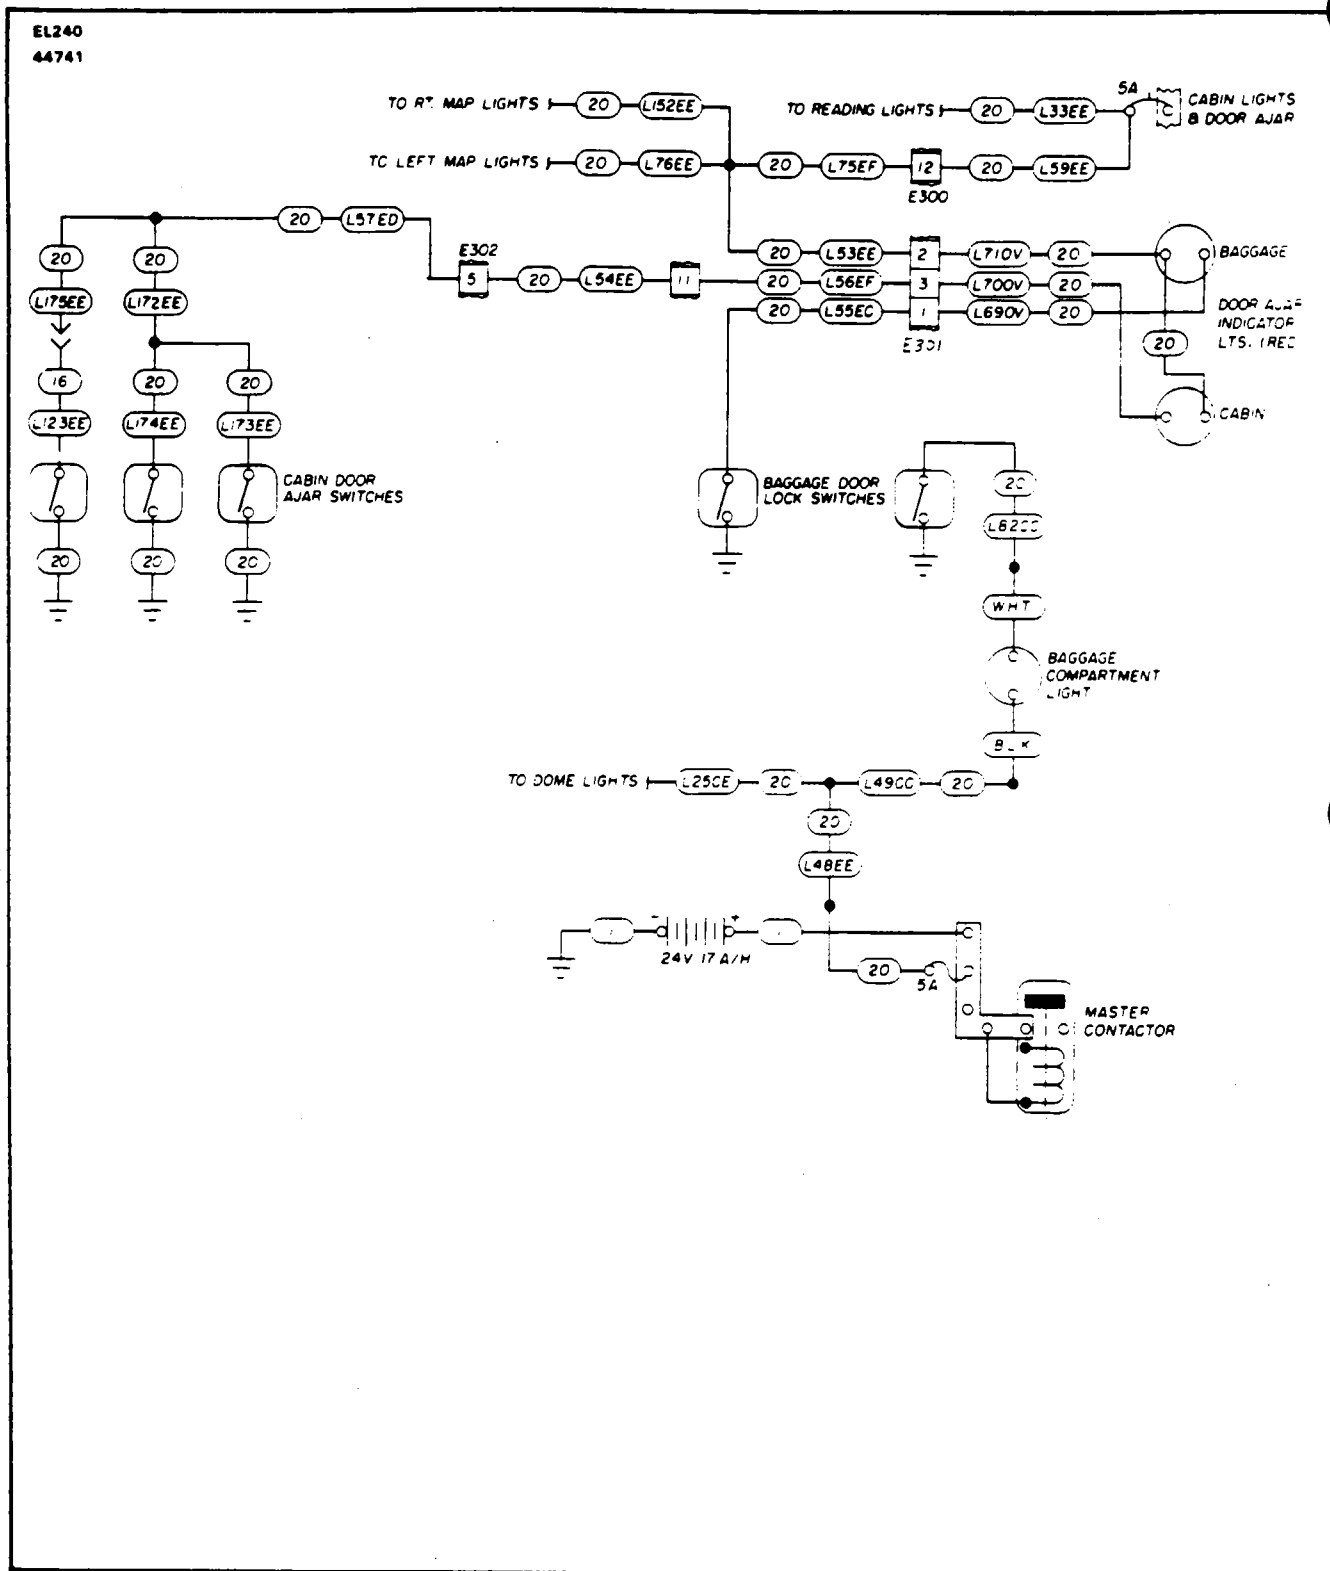 EL240
44741
TO RT. MAP LIGHTS 20 L152EE
TO READING LIGHTS 20 L33EE 5A CABIN LIGHTS
& DOOR AJAR
TO LEFT MAP LIGHTS 20 L76EE 20 L75EF 12 20 L59EE
E300
20 L57ED
E302
20 20 20 L53EE 2 L710V 20 BAGGAGE
5 20 L54EE 11 20 L56EF 3 L700V 20
L175EE L172EE 20 L55EC 1 L690V 20 DOOR AJAR
INDICATOR
LTS.
E301
20
16 20 20
L123EE L174EE L173EE CABIN
CABIN DOOR
AJAR SWITCHES
BAGGAGE DOOR
LOCK SWITCHES
20
20 20 20
WHT
BAGGAGE
COMPARTMENT
LIGHT
BLK
TO DOME LIGHTS L25CE 20 L49CC 20
20
L48EE
- +
24V 17 A/H
20 5A
MASTER
CONTACTOR